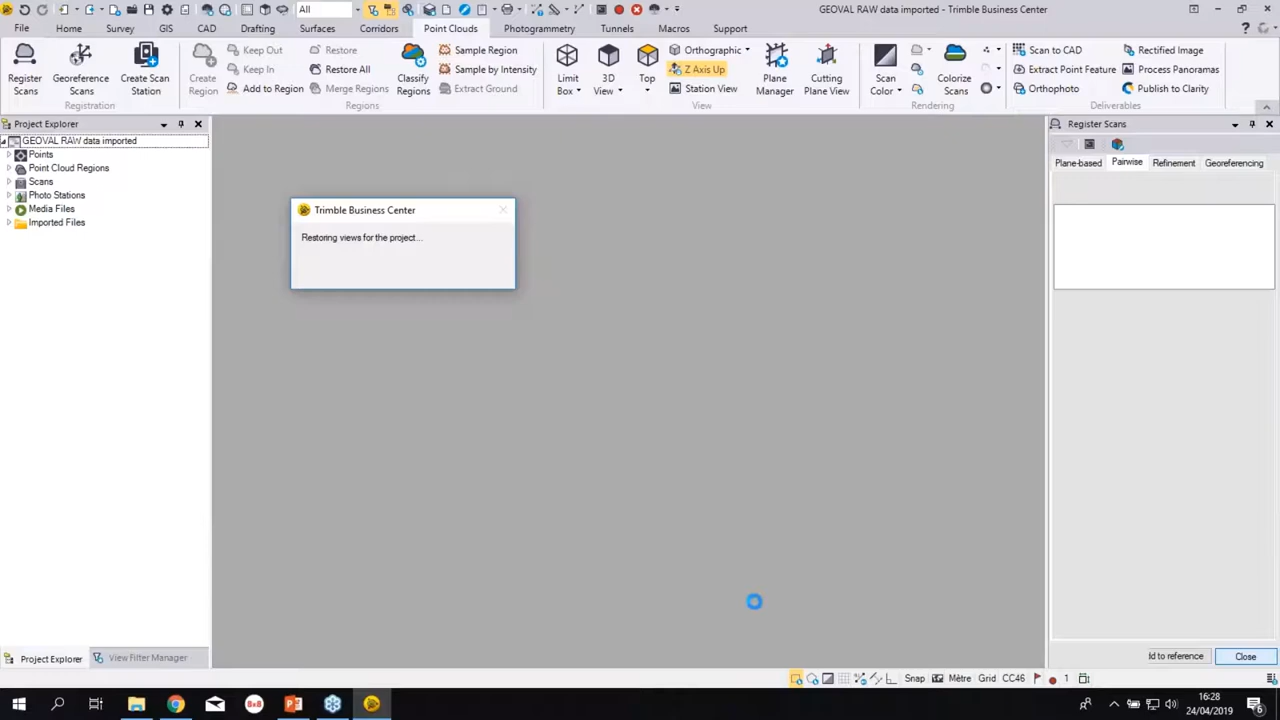 All
GEOVAL RAW data imported - Trimble Business Center
File Home Survey GIS CAD Drafting Surfaces Corridors Point Clouds Photogrammetry Tunnels Macros Support
Register Scans
Georeference Scans
Create Scan Station
Registration
Create Region
Keep Out
Keep In
Add to Region
Restore
Restore All
Merge Regions
Classify Regions
Sample Region
Sample by Intensity
Extract Ground
Regions
Limit Box
3D View
Top
Orthographic
Z Axis Up
Station View
Plane Manager
Cutting Plane View
View
Scan Color
Colorize Scans
Rendering
Scan to CAD
Extract Point Feature
Orthophoto
Rectified Image
Process Panoramas
Publish to Clarity
Deliverables
Project Explorer
GEOVAL RAW data imported
Points
Point Cloud Regions
Scans
Photo Stations
Media Files
Imported Files
Trimble Business Center
Restoring views for the project...
Register Scans
Plane-based Pairwise Refinement Georeferencing
ld to reference
Close
Project Explorer
View Filter Manager
Snap
Mètre
Grid
CC46
1
8x8
16:28
24/04/2019
6